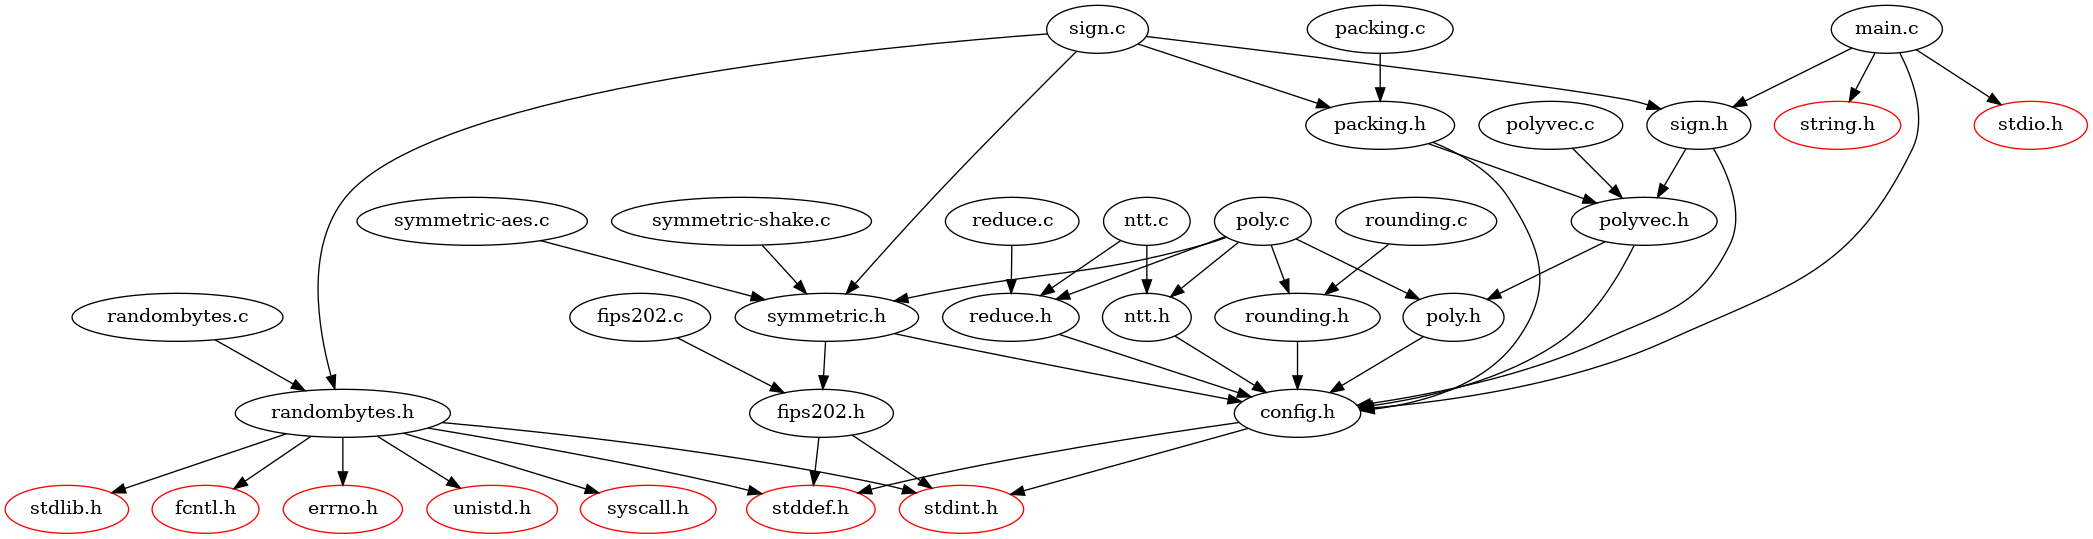 sign.c
packing.c
main.c
packing.h
polyvec.c
sign.h
string.h
stdio.h
symmetric-aes.c
symmetric-shake.c
reduce.c
ntt.c
poly.c
rounding.c
polyvec.h
randombytes.c
fips202.c
symmetric.h
reduce.h
ntt.h
rounding.h
poly.h
randombytes.h
fips202.h
config.h
stdlib.h
fcntl.h
errno.h
unistd.h
syscall.h
stddef.h
stdint.h